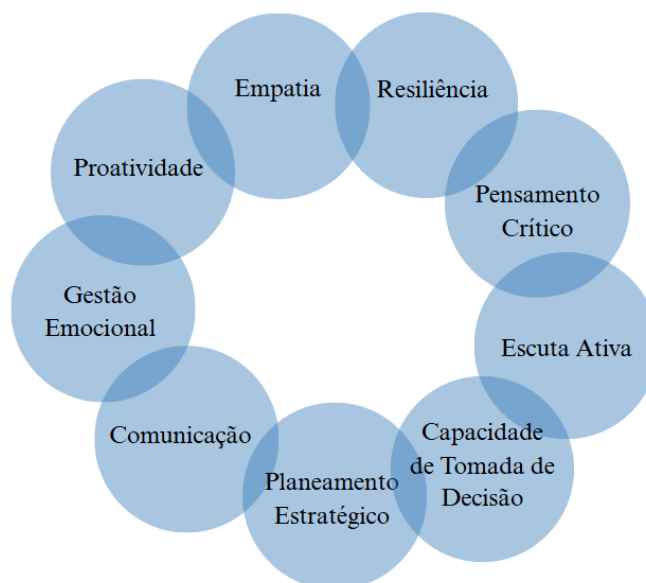 Empatia
Resiliência
Pensamento
Crítico
Escuta Ativa
Capacidade
de Tomada de
Decisão
Planeamento
Estratégico
Comunicação
Gestão
Emocional
Proatividade